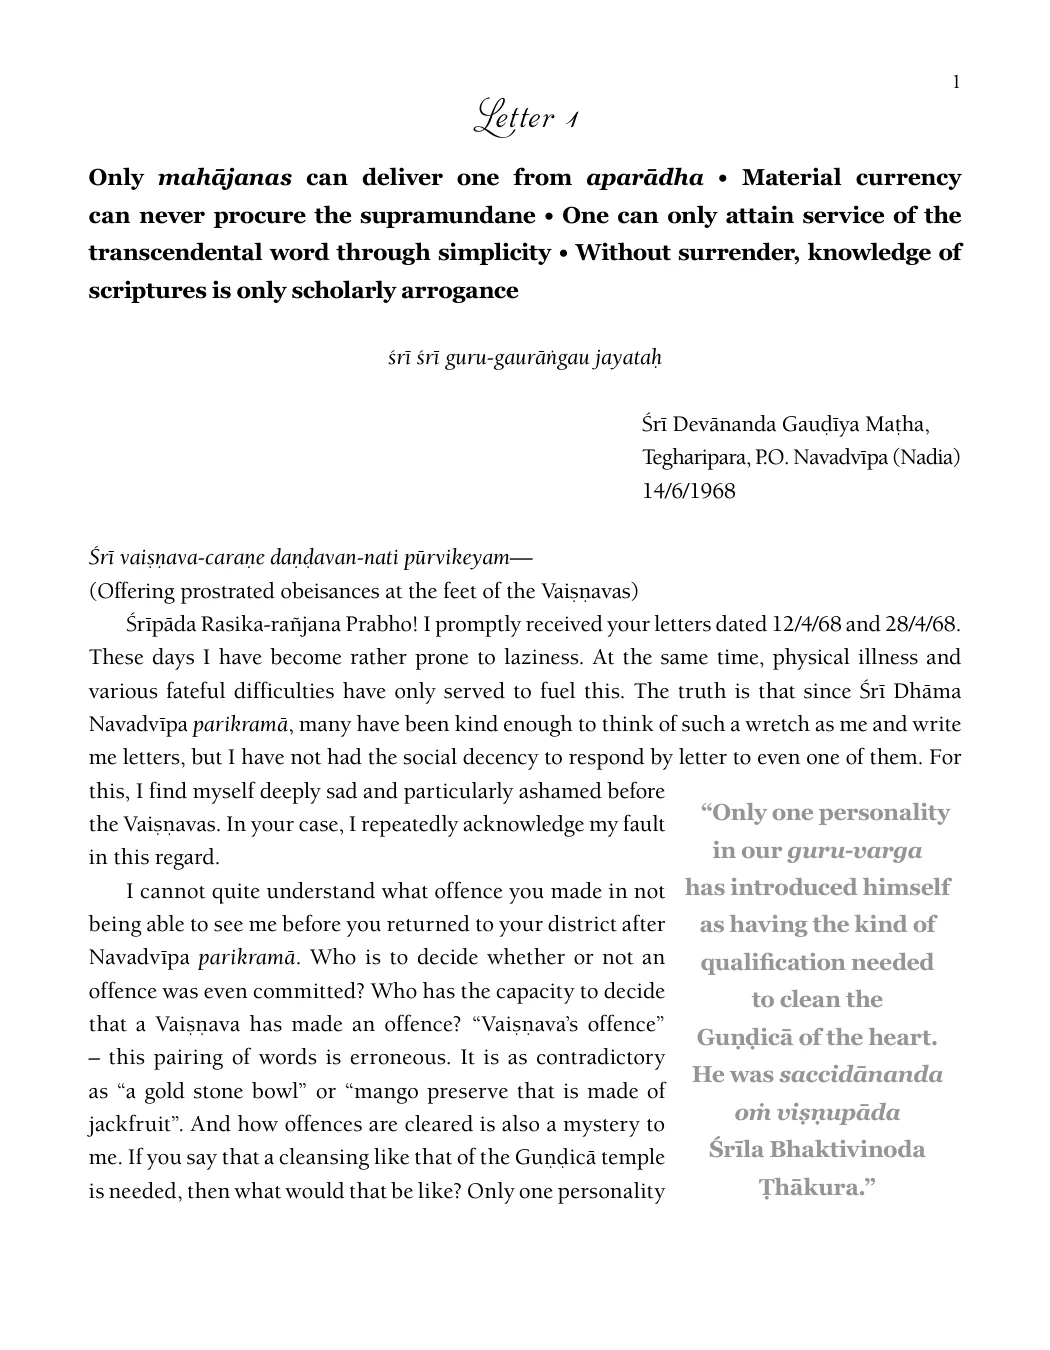 1
Letter 1
Only mahājanas can deliver one from aparādha • Material currency
can never procure the supramundane • One can only attain service of the
transcendental word through simplicity • Without surrender, knowledge of
scriptures is only scholarly arrogance
śrī śrī guru-gaurāṅgau jayataḥ
Śrī Devānanda Gauḍīya Maṭha,
Tegharipara, P.O. Navadvīpa (Nadia)
14/6/1968
Śrī vaiṣṇava-caraṇe daṇḍavan-nati pūrvikeyam—
(Offering prostrated obeisances at the feet of the Vaiṣṇavas)
Śrīpāda Rasika-rañjana Prabho! I promptly received your letters dated 12/4/68 and 28/4/68.
These days I have become rather prone to laziness. At the same time, physical illness and
various fateful difficulties have only served to fuel this. The truth is that since Śrī Dhāma
Navadvīpa parikramā, many have been kind enough to think of such a wretch as me and write
me letters, but I have not had the social decency to respond by letter to even one of them. For
this, I find myself deeply sad and particularly ashamed before
the Vaiṣṇavas. In your case, I repeatedly acknowledge my fault
in this regard.
I cannot quite understand what offence you made in not
being able to see me before you returned to your district after
Navadvīpa parikramā. Who is to decide whether or not an
offence was even committed? Who has the capacity to decide
that a Vaiṣṇava has made an offence? “Vaiṣṇava’s offence”
– this pairing of words is erroneous. It is as contradictory
as “a gold stone bowl” or “mango preserve that is made of
jackfruit”. And how offences are cleared is also a mystery to
me. If you say that a cleansing like that of the Guṇḍicā temple
is needed, then what would that be like? Only one personality
“Only one personality
in our guru-varga
has introduced himself
as having the kind of
qualification needed
to clean the
Guṇḍicā of the heart.
He was saccidānanda
oṁ viṣṇupāda
Śrīla Bhaktivinoda
Ṭhākura.”